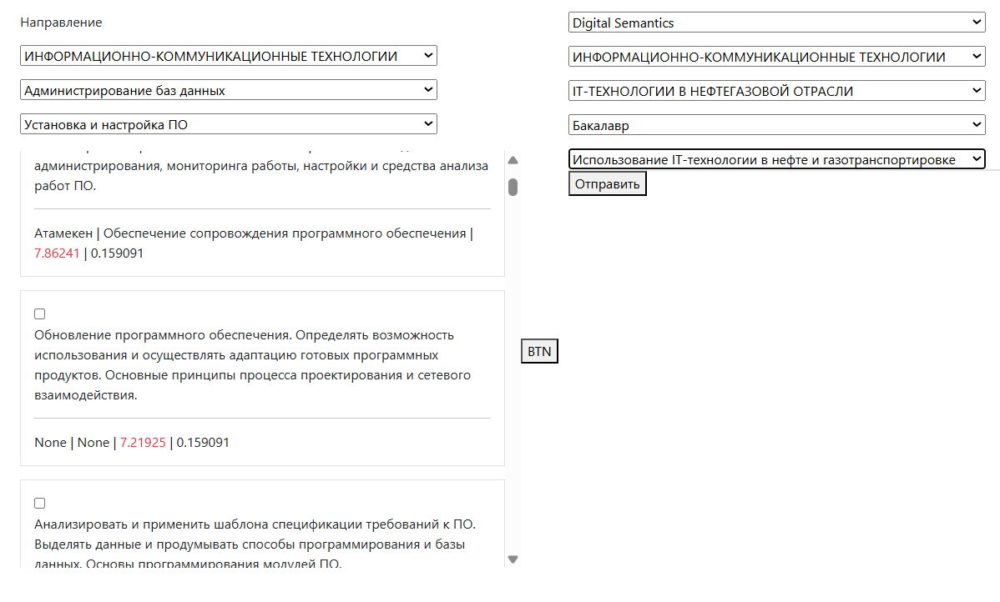 Направление
ИНФОРМАЦИОННО-КОММУНИКАЦИОННЫЕ ТЕХНОЛОГИИ
Администрирование баз данных
Установка и настройка ПО
администрирования, мониторинга работы, настройки и средства анализа
работ ПО.
Атамекен | Обеспечение сопровождения программного обеспечения |
7.86241 | 0.159091
Обновление программного обеспечения. Определять возможность
использования и осуществлять адаптацию готовых программных
продуктов. Основные принципы процесса проектирования и сетевого
взаимодействия.
None | None | 7.21925 | 0.159091
Анализировать и применить шаблона спецификации требований к ПО.
Выделять данные и продумывать способы программирования и базы
данных. Основы программирования модулей ПО.
BTN
Digital Semantics
ИНФОРМАЦИОННО-КОММУНИКАЦИОННЫЕ ТЕХНОЛОГИИ
IT-ТЕХНОЛОГИИ В НЕФТЕГАЗОВОЙ ОТРАСЛИ
Бакалавр
Использование IT-технологии в нефте и газотранспортировке
Отправить